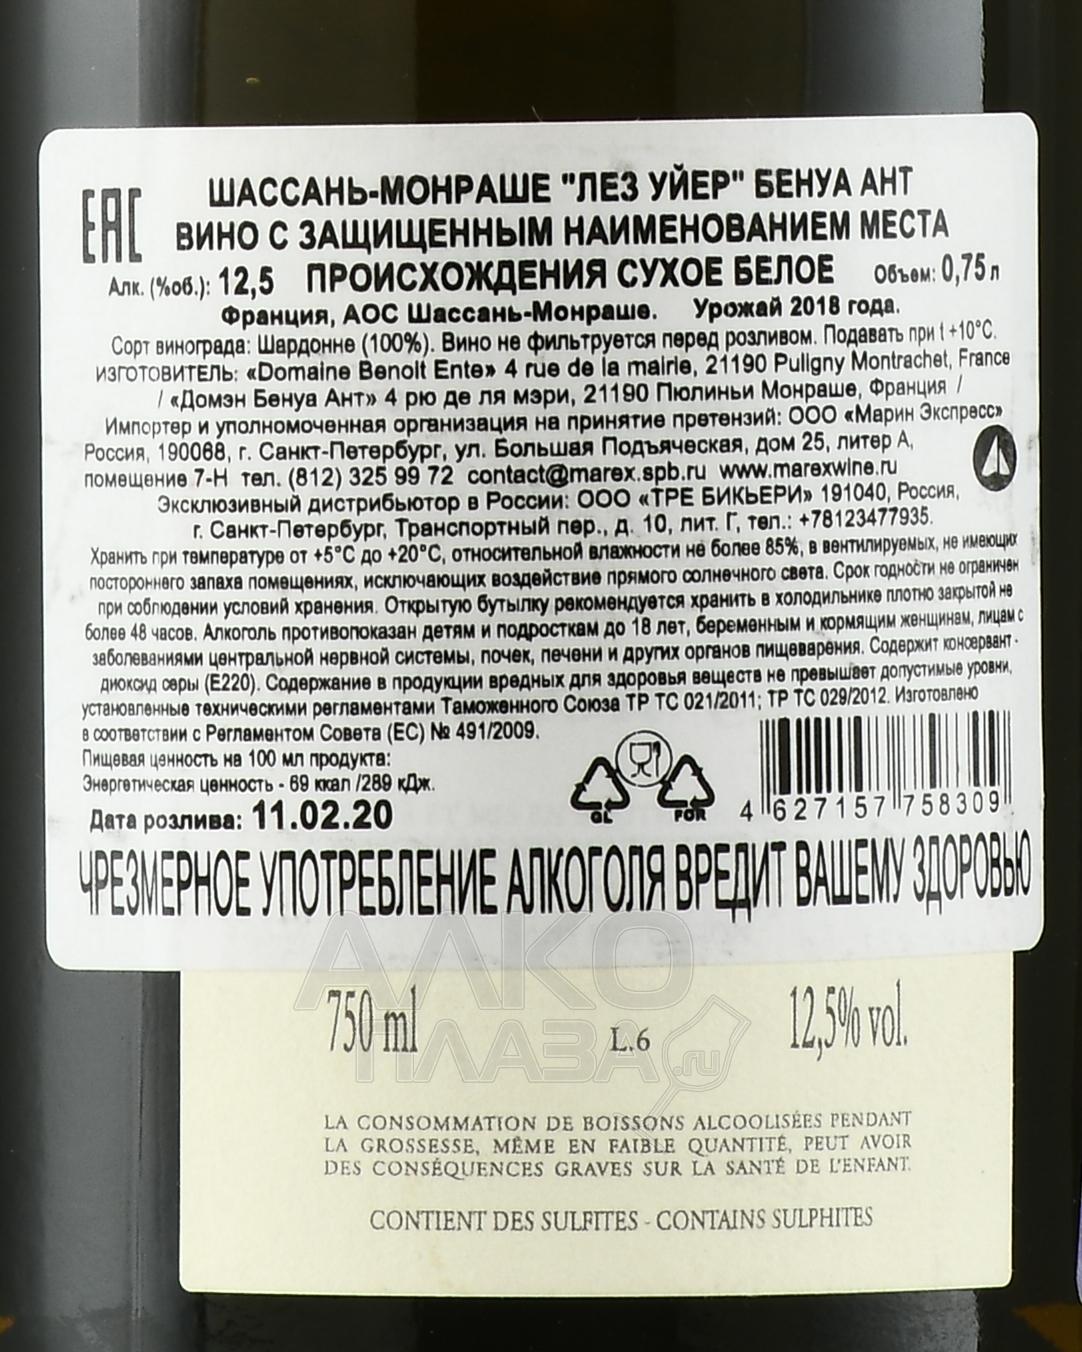 ЕАС
ШАССАНЬ-МОНРАШЕ "ЛЕЗ УЙЕР" БЕНУА АНТ
ВИНО С ЗАЩИЩЕННЫМ НАИМЕНОВАНИЕМ МЕСТА
Алк. (%об.): 12,5 ПРОИСХОЖДЕНИЯ СУХОЕ БЕЛОЕ Объем: 0,75 л
Франция, АОС Шассань-Монраше. Урожай 2018 года.
Сорт винограда: Шардонне (100%). Вино не фильтруется перед розливом. Подавать при t +10°C.
ИЗГОТОВИТЕЛЬ: «Domaine Benoit Ente» 4 rue de la mairie, 21190 Puligny Montrachet, France
/ «Домэн Бенуа Ант» 4 рю де ля мэри, 21190 Пюлиньи Монраше, Франция /
Импортер и уполномоченная организация на принятие претензий: ООО «Марин Экспресс»
Россия, 190068, г. Санкт-Петербург, ул. Большая Подъяческая, дом 25, литер А,
помещение 7-Н тел. (812) 325 99 72 contact@marex.spb.ru www.marexwine.ru
Эксклюзивный дистрибьютор в России: ООО «ТРЕ БИКЬЕРИ» 191040, Россия,
г. Санкт-Петербург, Транспортный пер., д. 10, лит. Г, тел.: +78123477935.
Хранить при температуре от +5°C до +20°C, относительной влажности не более 85%, в вентилируемых, не имеющих
постороннего запаха помещениях, исключающих воздействие прямого солнечного света. Срок годности не ограничен
при соблюдении условий хранения. Открытую бутылку рекомендуется хранить в холодильнике плотно закрытой не
более 48 часов. Алкоголь противопоказан детям и подросткам до 18 лет, беременным и кормящим женщинам, лицам с
заболеваниями центральной нервной системы, почек, печени и других органов пищеварения. Содержит консервант -
диоксид серы (E220). Содержание в продукции вредных для здоровья веществ не превышает допустимые уровни,
установленные техническими регламентами Таможенного Союза ТР ТС 021/2011; ТР ТС 029/2012. Изготовлено
в соответствии с Регламентом Совета (ЕС) № 491/2009.
Пищевая ценность на 100 мл продукта:
Энергетическая ценность - 69 ккал /289 кДж.
GL FOR
4 627157 758309
Дата розлива: 11.02.20
ЧРЕЗМЕРНОЕ УПОТРЕБЛЕНИЕ АЛКОГОЛЯ ВРЕДИТ ВАШЕМУ ЗДОРОВЬЮ
АЛКО
ПЛАЗА .ru
750 ml L.6 12,5% vol.
LA CONSOMMATION DE BOISSONS ALCOOLISÉES PENDANT
LA GROSSESSE, MÊME EN FAIBLE QUANTITÉ, PEUT AVOIR
DES CONSÉQUENCES GRAVES SUR LA SANTÉ DE L'ENFANT.
CONTIENT DES SULFITES - CONTAINS SULPHITES